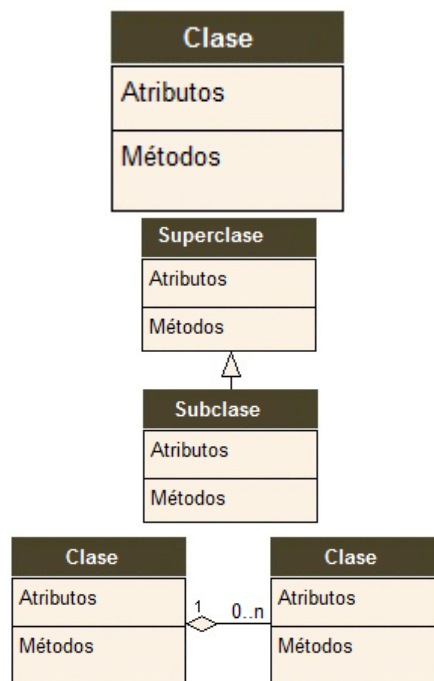 Clase
Atributos
Métodos
Superclase
Atributos
Métodos
Subclase
Atributos
Métodos
Clase Clase
Atributos 1 0..n Atributos
Métodos Métodos